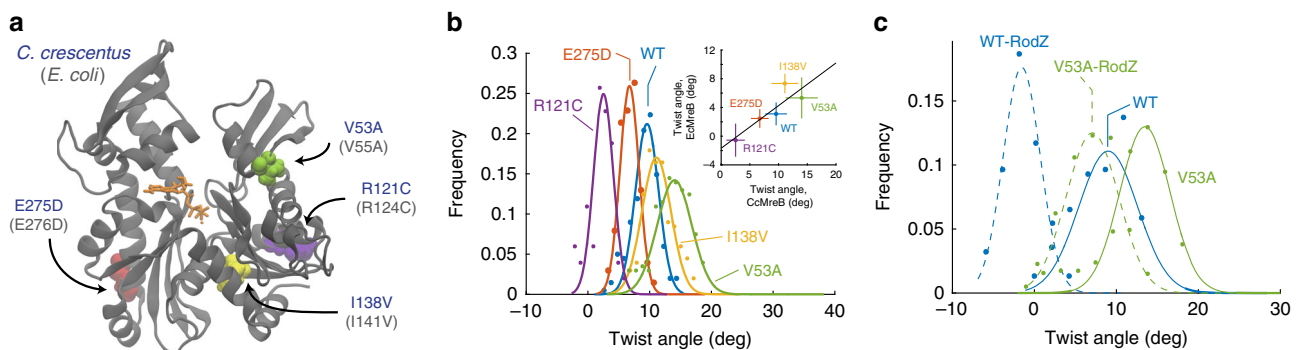 a
C. crescentus
(E. coli)
V53A
(V55A)
R121C
(R124C)
E275D
(E276D)
I138V
(I141V)
b
Frequency
0.3
0.25
0.2
0.15
0.1
0.05
0
−10
0
10
20
30
40
Twist angle (deg)
R121C
E275D
WT
I138V
V53A
Twist angle,
EcMreB (deg)
12
8
4
0
−4
0
5
10
15
20
Twist angle,
CcMreB (deg)
I138V
E275D
V53A
WT
R121C
c
Frequency
0.15
0.1
0.05
0
−10
0
10
20
30
Twist angle (deg)
WT-RodZ
V53A-RodZ
WT
V53A